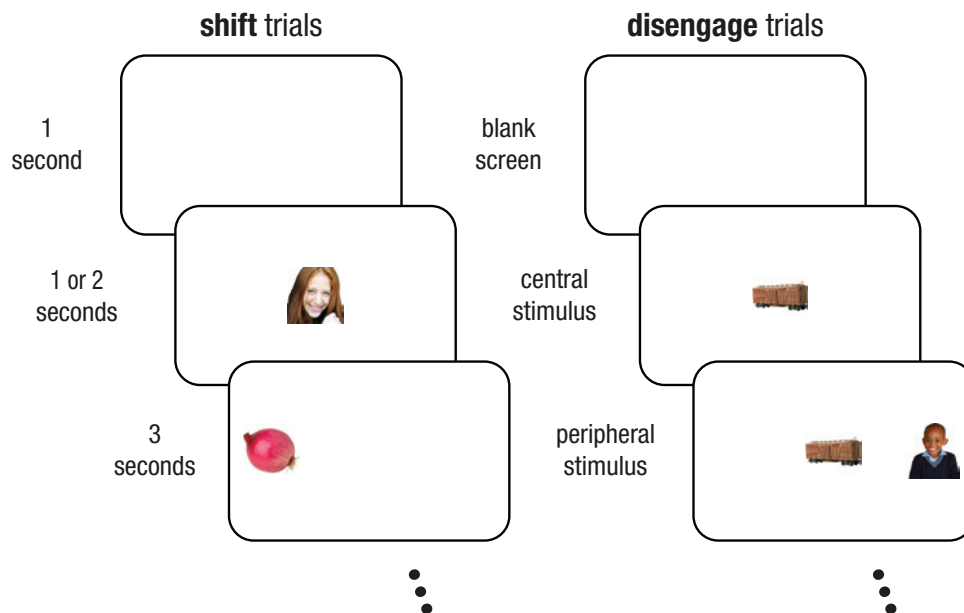 shift trials
disengage trials
1
second
blank
screen
1 or 2
seconds
central
stimulus
3
seconds
peripheral
stimulus